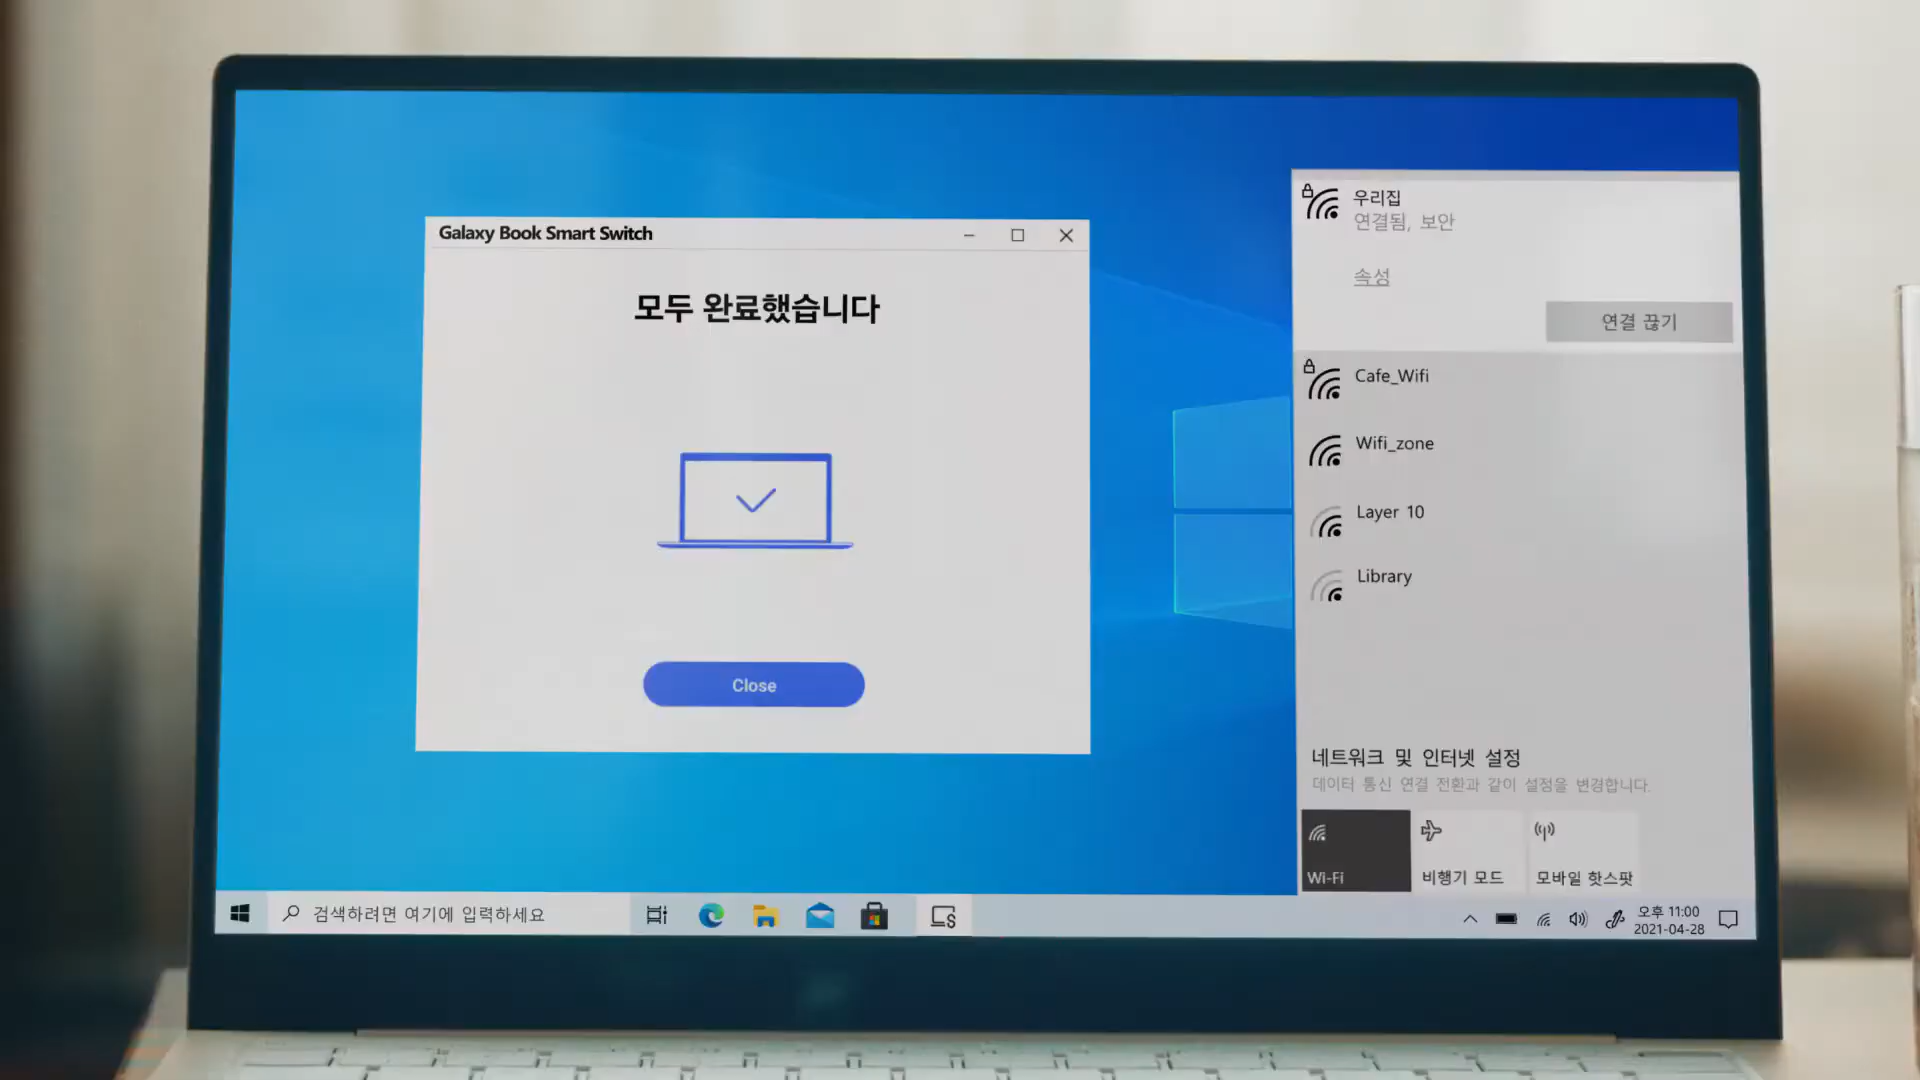 Galaxy Book Smart Switch
모두 완료했습니다
Close
우리집
연결됨, 보안
속성
연결 끊기
Cafe_Wifi
Wifi_zone
Layer 10
Library
네트워크 및 인터넷 설정
데이터 통신 연결 전환과 같이 설정을 변경합니다.
Wi-Fi
비행기 모드
모바일 핫스팟
검색하려면 여기에 입력하세요
오후 11:00
2021-04-28